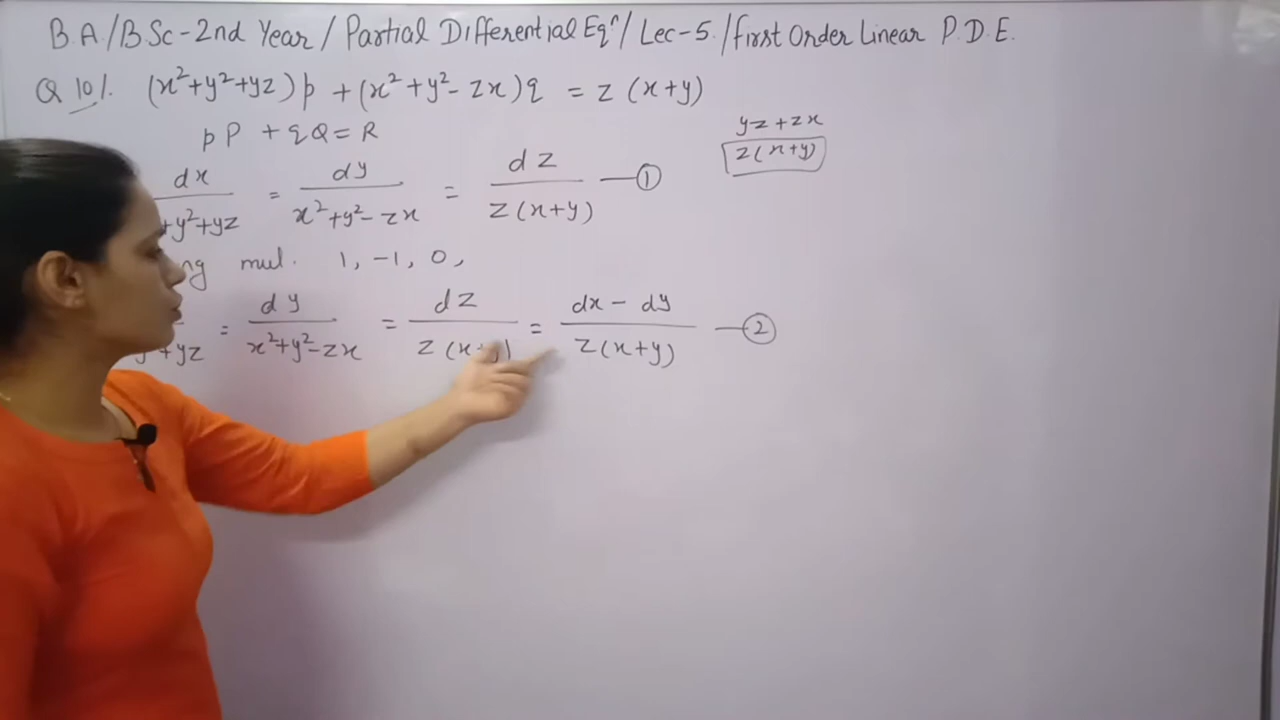 B.A./B.Sc-2nd Year/Partial Differential Eqⁿ/Lec-5./First Order Linear P.D.E.
Q 10/. (x²+y²+yz)p + (x²+y²-zx)q = z(x+y)
pP + qQ = R
yz+zx
z(x+y)
dx/+y²+yz = dy/x²+y²-zx = dz/z(x+y) —①
ng mul. 1, -1, 0,
y²+yz = dy/x²+y²-zx = dz/z(x+y) = dx-dy/z(x+y) —②